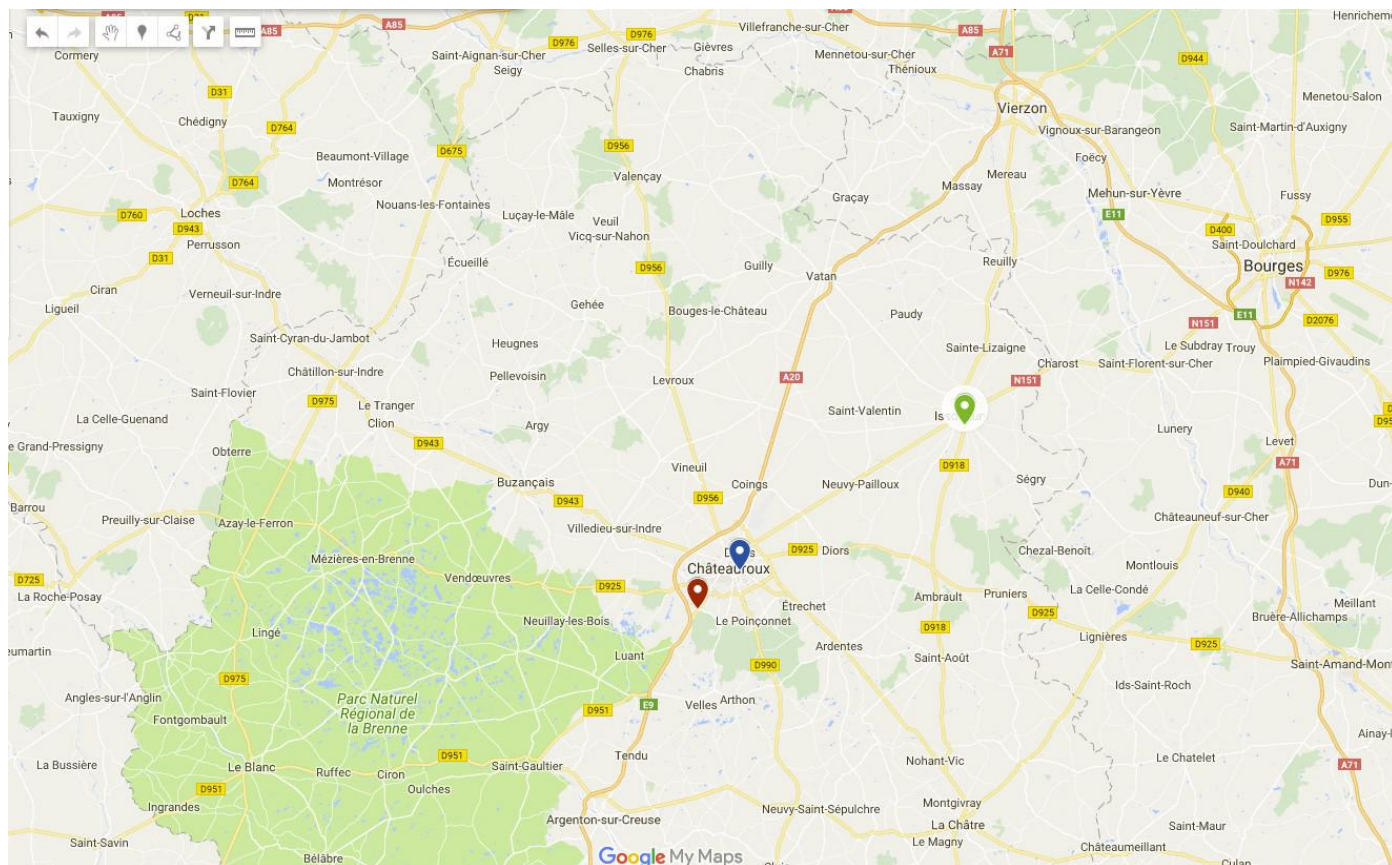 A85
D31
A85
A85
D976
D976
Villefranche-sur-Cher
A85
Henrichem
Cormery
Saint-Aignan-sur-Cher
Selles-sur-Cher
Gièvres
Mennetou-sur-Cher
A71
D944
Seigy
Chabris
Thénioux
D31
Menetou-Salon
Tauxigny
Chédigny
D764
Vierzon
Vignoux-sur-Barangeon
Saint-Martin-d'Auxigny
Beaumont-Village
D675
D956
Foëcy
D764
Montrésor
Valençay
Massay
Mereau
Mehun-sur-Yèvre
Fussy
Nouans-les-Fontaines
Graçay
D760
Loches
Luçay-le-Mâle
Veuil
E11
D955
D943
Vicq-sur-Nahon
D400
Perrusson
Saint-Doulchard
D31
Écueillé
D956
Guilly
Vatan
Reuilly
Bourges
D976
Ciran
Verneuil-sur-Indre
N142
Ligueil
Gehée
Bouges-le-Château
Paudy
E11
D2076
N151
Saint-Cyran-du-Jambot
Heugnes
Sainte-Lizaigne
Le Subdray
Trouy
Charost
Saint-Florent-sur-Cher
Plaimpied-Givaudins
Châtillon-sur-Indre
Pellevoisin
Levroux
A20
N151
Saint-Flovier
D975
Le Tranger
Saint-Valentin
La Celle-Guenand
Clion
Argy
Lunery
e Grand-Pressigny
D943
Levet
Obterre
Vineuil
D918
A71
Buzançais
Coings
Neuvy-Pailloux
Ségry
D940
Dun-
Barrou
D943
D956
Preuilly-sur-Claise
Azay-le-Ferron
Villedieu-sur-Indre
Châteauneuf-sur-Cher
Mézières-en-Brenne
D925
Diors
Chezal-Benoît
Châteauroux
Montlouis
D725
Vendœuvres
D925
La Celle-Condé
La Roche-Posay
Ambrault
Pruniers
Meillant
Étrechet
D925
Bruère-Allichamps
Neuillay-les-Bois
Le Poinçonnet
D918
Lingé
Lignières
D925
eumartin
Luant
Ardentes
Saint-Août
D990
Saint-Amand-Mont
D975
Ids-Saint-Roch
Angles-sur-l'Anglin
Parc Naturel
Régional de
la Brenne
D951
E9
Velles
Arthon
Fontgombault
Ainay-l
D951
Tendu
Le Chatelet
La Bussière
Le Blanc
Ruffec
Ciron
Saint-Gaultier
Nohant-Vic
A71
D951
Oulches
Ingrandes
Neuvy-Saint-Sépulchre
Montgivray
Argenton-sur-Creuse
La Châtre
Saint-Maur
Saint-Savin
Le Magny
Châteaumeillant
Bélâbre
Google My Maps
Culan